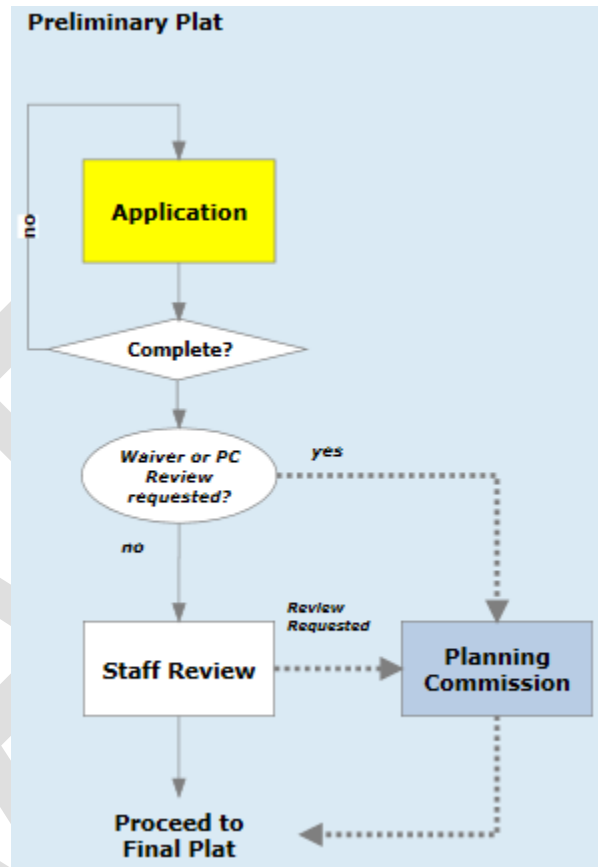 Preliminary Plat
Application
no
Complete?
Waiver or PC
Review
requested?
yes
no
Review
Requested
Staff Review
Planning
Commission
Proceed to
Final Plat